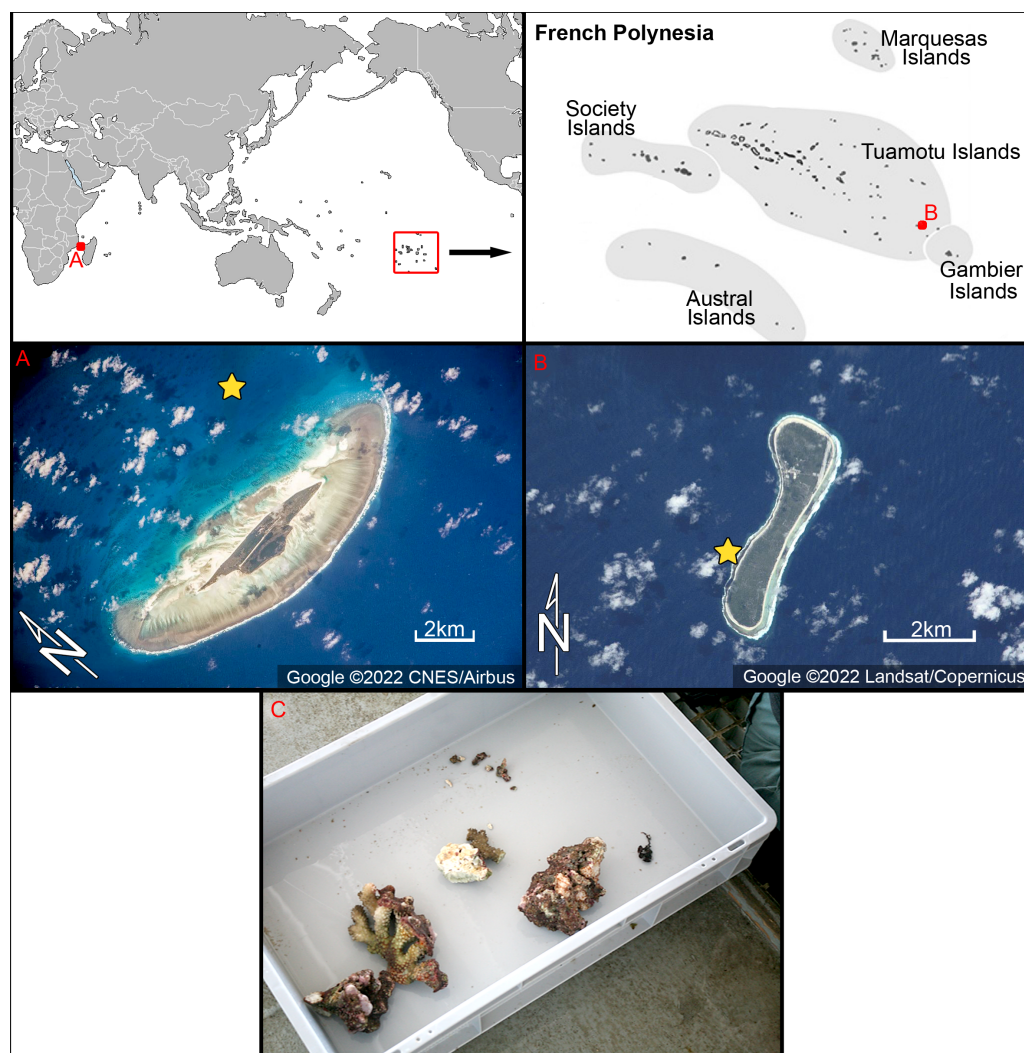 French Polynesia
Marquesas
Islands
Society
Islands
Tuamotu Islands
B
A
Gambier
Islands
Austral
Islands
A
N
2km
Google ©2022 CNES/Airbus
B
N
2km
Google ©2022 Landsat/Copernicus
C